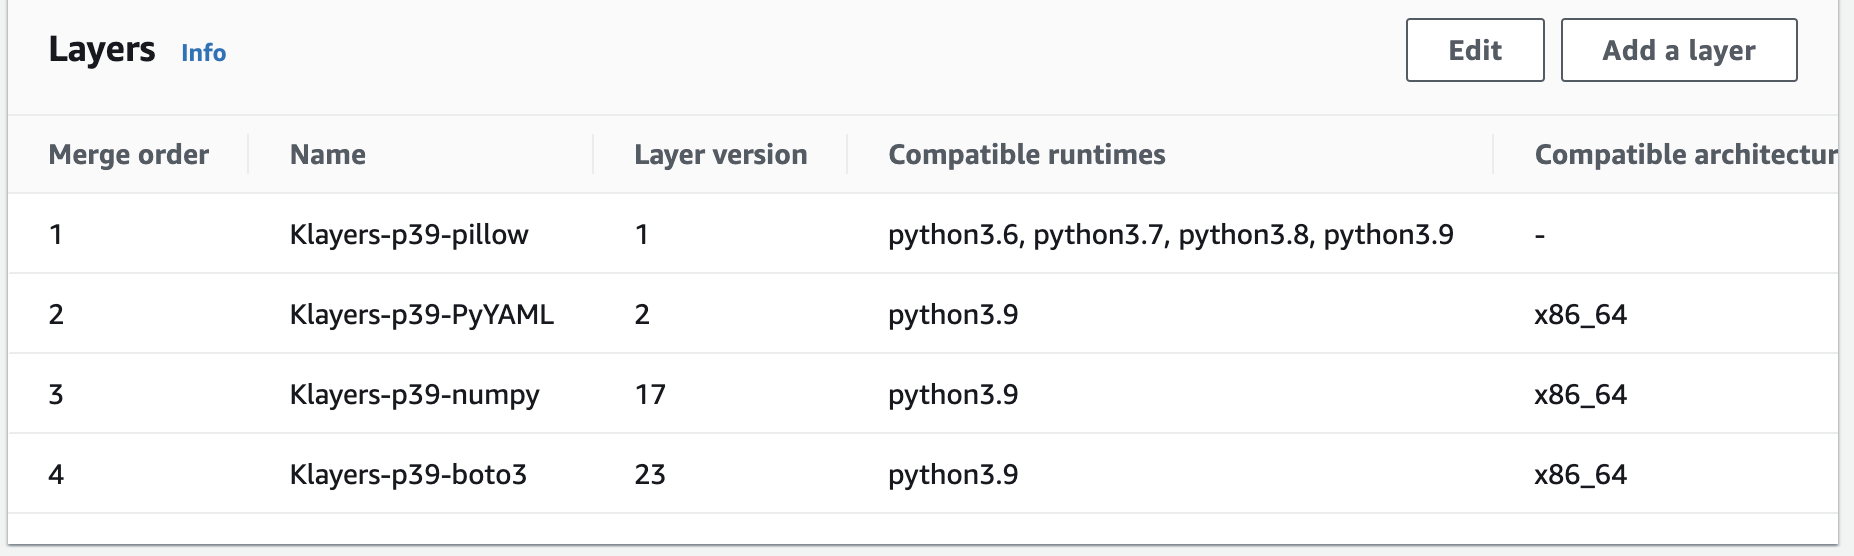 Layers Info Edit Add a layer
Merge order Name Layer version Compatible runtimes Compatible architectur
1 Klayers-p39-pillow 1 python3.6, python3.7, python3.8, python3.9 -
2 Klayers-p39-PyYAML 2 python3.9 x86_64
3 Klayers-p39-numpy 17 python3.9 x86_64
4 Klayers-p39-boto3 23 python3.9 x86_64